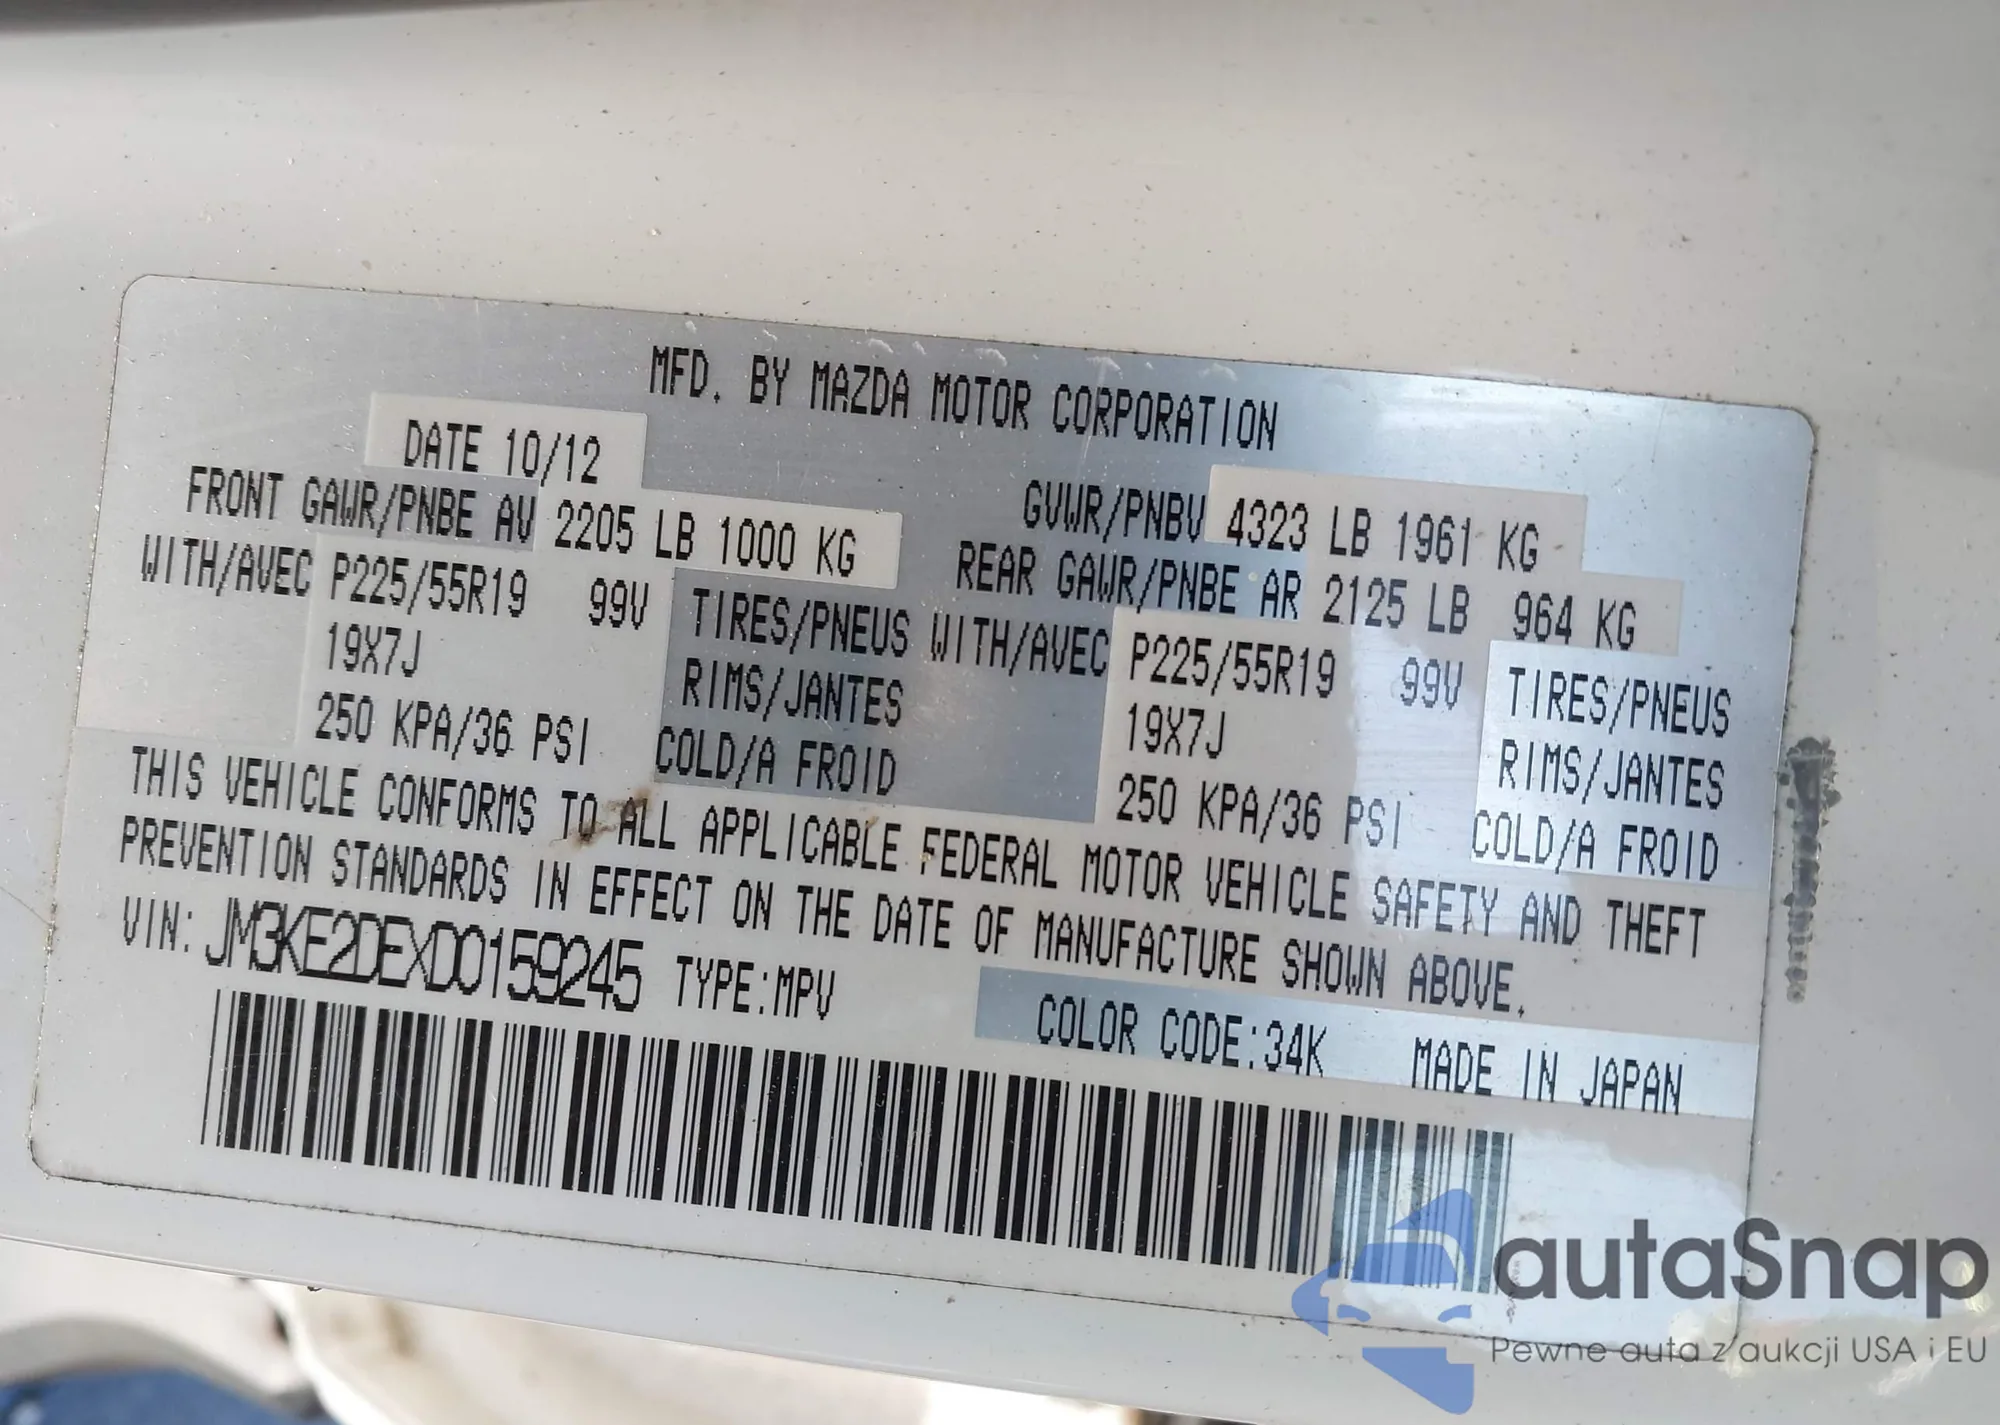 MFD. BY MAZDA MOTOR CORPORATION
DATE 10/12
GVWR/PNBV 4323 LB 1961 KG
FRONT GAWR/PNBE AV 2205 LB 1000 KG
REAR GAWR/PNBE AR 2125 LB 964 KG
WITH/AVEC P225/55R19 99V TIRES/PNEUS
WITH/AVEC P225/55R19 99V TIRES/PNEUS
19X7J RIMS/JANTES
19X7J RIMS/JANTES
250 KPA/36 PSI COLD/A FROID
250 KPA/36 PSI COLD/A FROID
THIS VEHICLE CONFORMS TO ALL APPLICABLE FEDERAL MOTOR VEHICLE SAFETY AND THEFT
PREVENTION STANDARDS IN EFFECT ON THE DATE OF MANUFACTURE SHOWN ABOVE.
VIN: JM3KE2DEXD0159245 TYPE:MPV
COLOR CODE:34K MADE IN JAPAN
autaSnap
Pewne auta z aukcji USA i EU